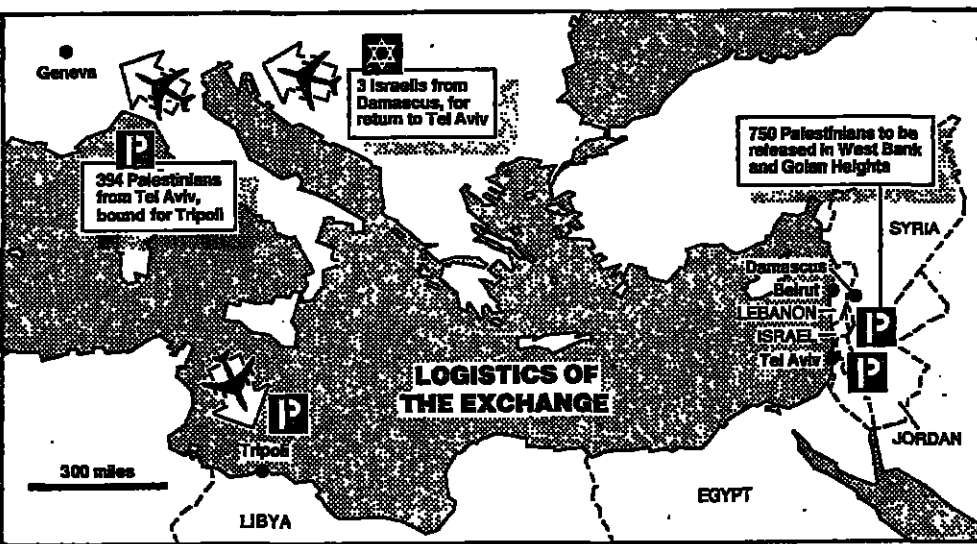 Geneva
3 Israelis from
Damascus, for
return to Tel Aviv
P
394 Palestinians
from Tel Aviv,
bound for Tripoli
750 Palestinians to be
released in West Bank
and Golan Heights
SYRIA
Damascus
Beirut
LEBANON
ISRAEL
Tel Aviv
P
P
LOGISTICS OF
THE EXCHANGE
P
Tripoli
JORDAN
300 miles
EGYPT
LIBYA